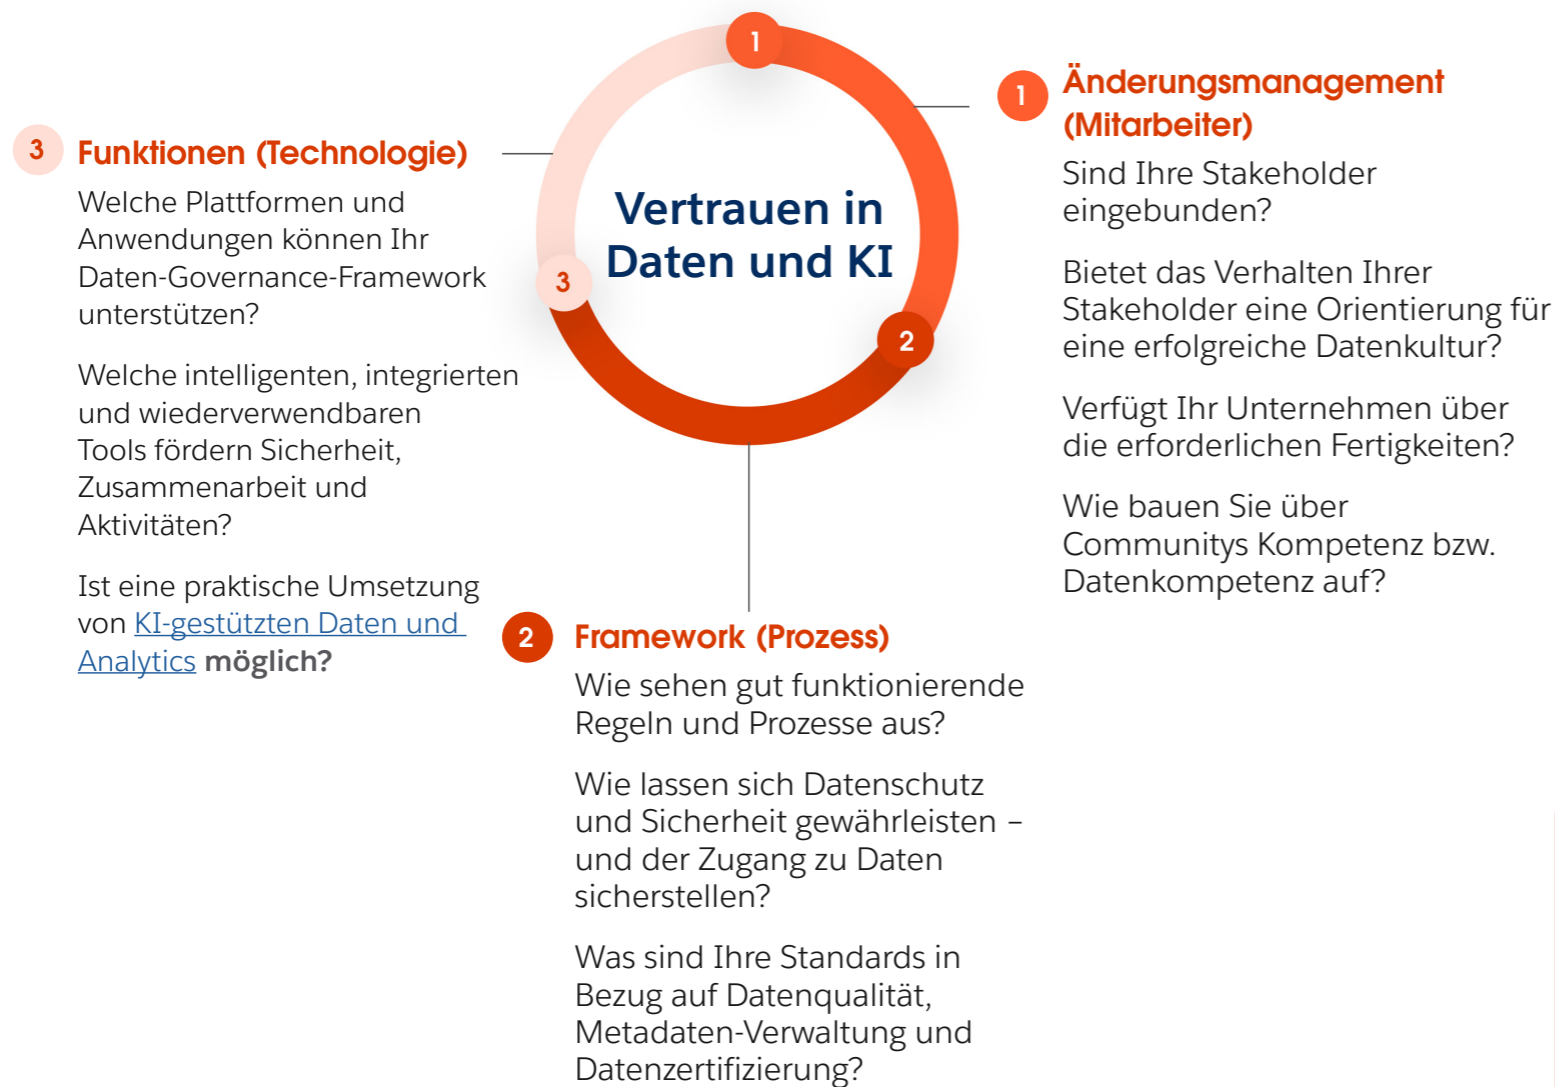 1
Vertrauen in
Daten und KI
3
2
1
Änderungsmanagement
(Mitarbeiter)
Sind Ihre Stakeholder
eingebunden?
Bietet das Verhalten Ihrer
Stakeholder eine Orientierung für
eine erfolgreiche Datenkultur?
Verfügt Ihr Unternehmen über
die erforderlichen Fertigkeiten?
Wie bauen Sie über
Communitys Kompetenz bzw.
Datenkompetenz auf?
2
Framework (Prozess)
Wie sehen gut funktionierende
Regeln und Prozesse aus?
Wie lassen sich Datenschutz
und Sicherheit gewährleisten –
und der Zugang zu Daten
sicherstellen?
Was sind Ihre Standards in
Bezug auf Datenqualität,
Metadaten-Verwaltung und
Datenzertifizierung?
3
Funktionen (Technologie)
Welche Plattformen und
Anwendungen können Ihr
Daten-Governance-Framework
unterstützen?
Welche intelligenten, integrierten
und wiederverwendbaren
Tools fördern Sicherheit,
Zusammenarbeit und
Aktivitäten?
Ist eine praktische Umsetzung
von KI-gestützten Daten und
Analytics möglich?